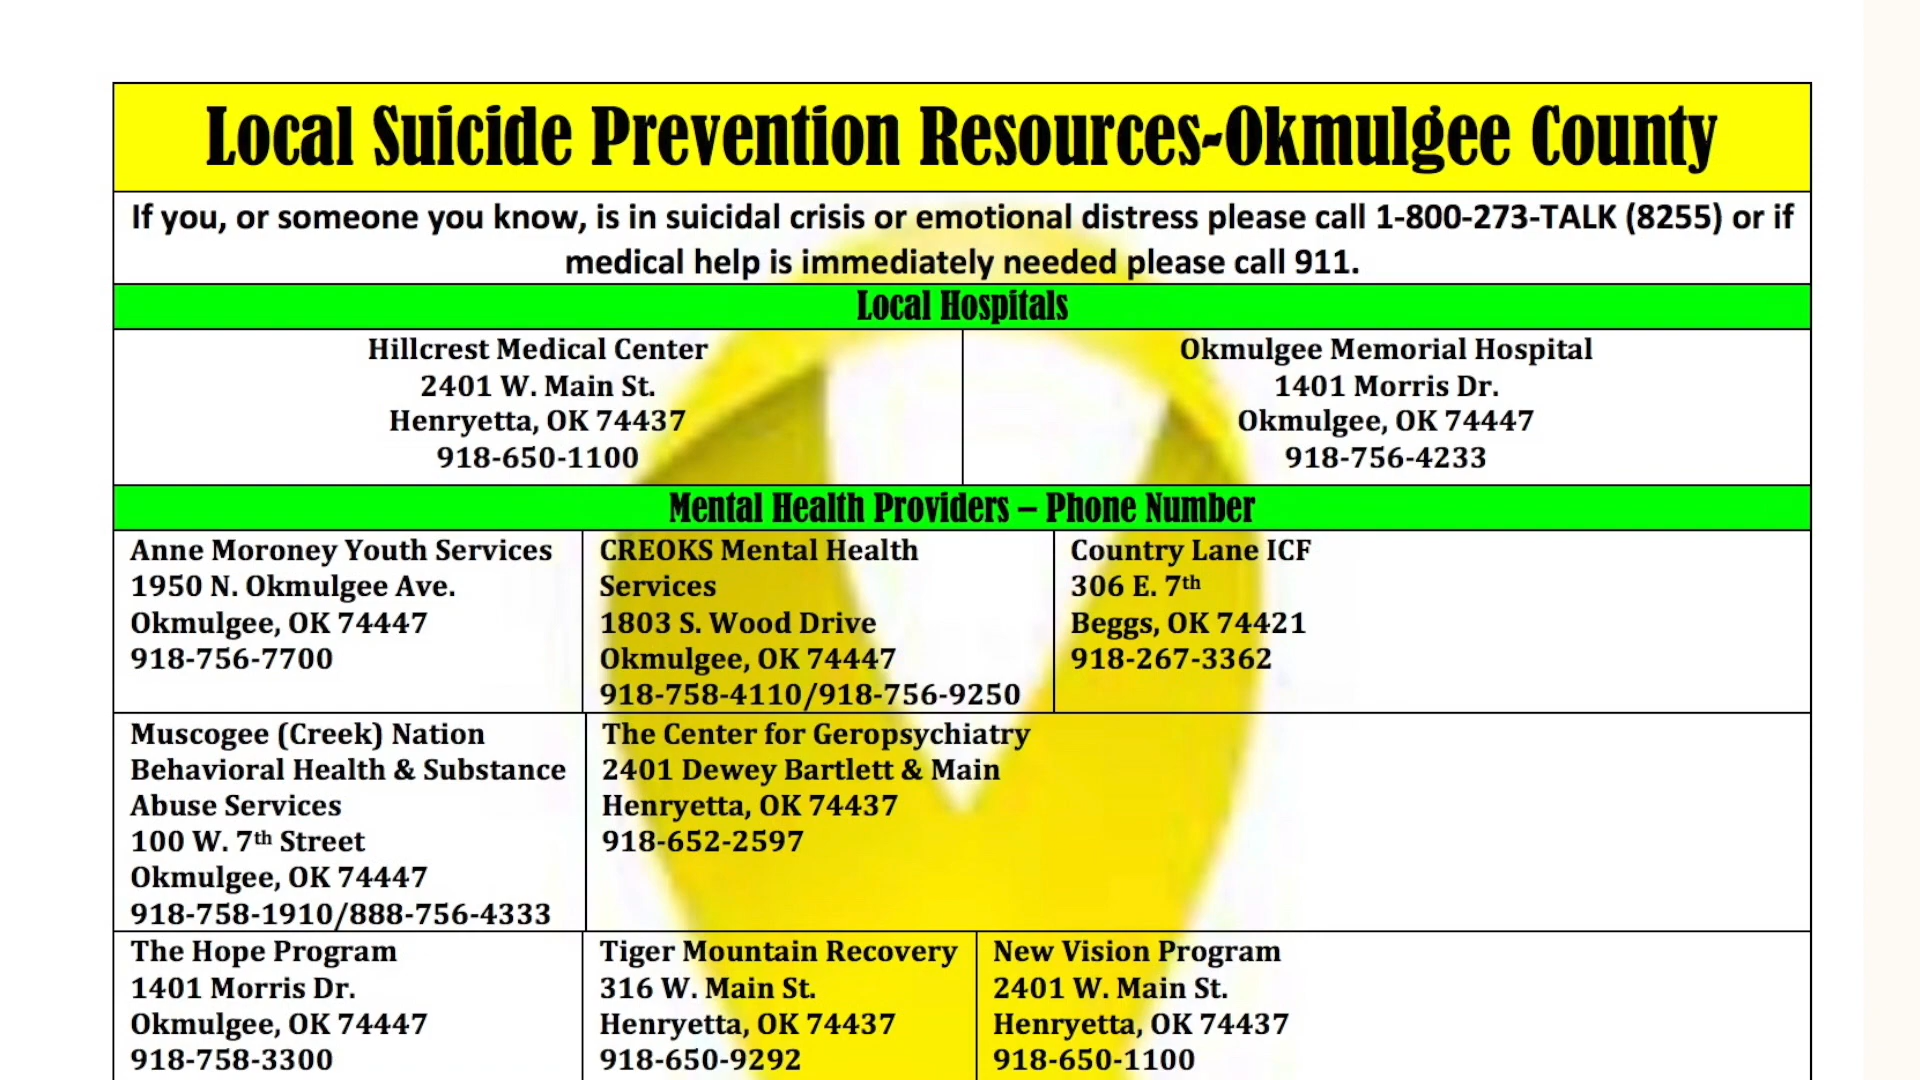 Local Suicide Prevention Resources-Okmulgee County
If you, or someone you know, is in suicidal crisis or emotional distress please call 1-800-273-TALK (8255) or if
medical help is immediately needed please call 911.
Local Hospitals
Hillcrest Medical Center
2401 W. Main St.
Henryetta, OK 74437
918-650-1100
Okmulgee Memorial Hospital
1401 Morris Dr.
Okmulgee, OK 74447
918-756-4233
Mental Health Providers – Phone Number
Anne Moroney Youth Services
1950 N. Okmulgee Ave.
Okmulgee, OK 74447
918-756-7700
CREOKS Mental Health
Services
1803 S. Wood Drive
Okmulgee, OK 74447
918-758-4110/918-756-9250
Country Lane ICF
306 E. 7th
Beggs, OK 74421
918-267-3362
Muscogee (Creek) Nation
Behavioral Health & Substance
Abuse Services
100 W. 7th Street
Okmulgee, OK 74447
918-758-1910/888-756-4333
The Center for Geropsychiatry
2401 Dewey Bartlett & Main
Henryetta, OK 74437
918-652-2597
The Hope Program
1401 Morris Dr.
Okmulgee, OK 74447
918-758-3300
Tiger Mountain Recovery
316 W. Main St.
Henryetta, OK 74437
918-650-9292
New Vision Program
2401 W. Main St.
Henryetta, OK 74437
918-650-1100